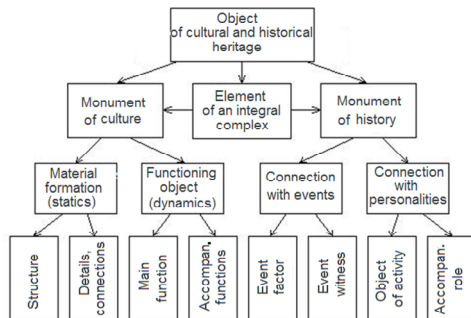 Object
of cultural and historical
heritage
Monument
of culture
Element
of an integral
complex
Monument
of history
Material
formation
(statics)
Functioning
object
(dynamics)
Connection
with events
Connection
with
personalities
Structure
Details,
connections
Main
function
Accompan.
functions
Event
factor
Event
witness
Object
of activity
Accompan.
role